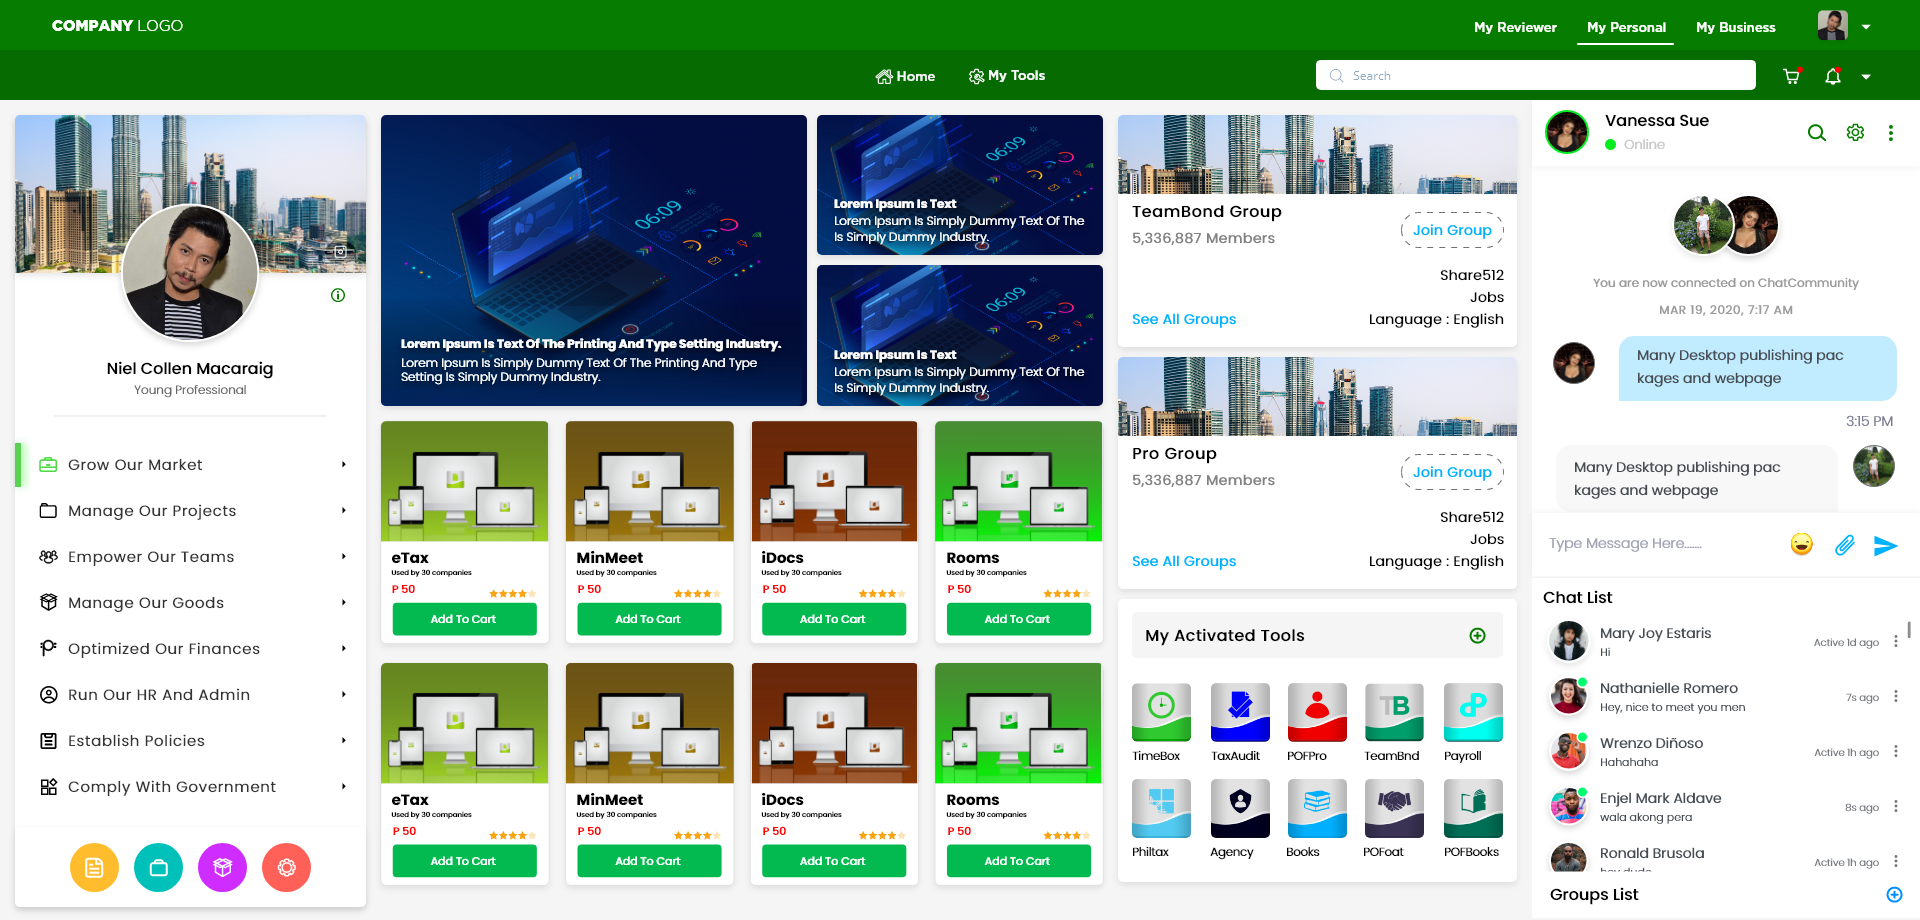 COMPANY LOGO
My Reviewer
My Personal
My Business
Home
My Tools
Search
Niel Collen Macaraig
Young Professional
Grow Our Market
Manage Our Projects
Empower Our Teams
Manage Our Goods
Optimized Our Finances
Run Our HR And Admin
Establish Policies
Comply With Government
06:09
Lorem Ipsum Is Text Of The Printing And Type Setting Industry.
Lorem Ipsum Is Simply Dummy Text Of The Printing And Type
Setting Is Simply Dummy Industry.
06:09
Lorem Ipsum Is Text
Lorem Ipsum Is Simply Dummy Text Of The
Is Simply Dummy Industry.
06:09
Lorem Ipsum Is Text
Lorem Ipsum Is Simply Dummy Text Of The
Is Simply Dummy Industry.
eTax
Used by 30 companies
P 50
Add To Cart
MinMeet
Used by 30 companies
P 50
Add To Cart
iDocs
Used by 30 companies
P 50
Add To Cart
Rooms
Used by 30 companies
P 50
Add To Cart
eTax
Used by 30 companies
P 50
Add To Cart
MinMeet
Used by 30 companies
P 50
Add To Cart
iDocs
Used by 30 companies
P 50
Add To Cart
Rooms
Used by 30 companies
P 50
Add To Cart
TeamBond Group
5,336,887 Members
Join Group
Share512
Jobs
See All Groups
Language : English
Pro Group
5,336,887 Members
Join Group
Share512
Jobs
See All Groups
Language : English
My Activated Tools
TimeBox
TaxAudit
POFPro
TB
TeamBnd
Payroll
Philtax
Agency
Books
POFoat
POFBooks
Vanessa Sue
Online
You are now connected on ChatCommunity
MAR 19, 2020, 7:17 AM
Many Desktop publishing pac
kages and webpage
3:15 PM
Many Desktop publishing pac
kages and webpage
Type Message Here......
Chat List
Mary Joy Estaris
Hi
Active 1d ago
Nathanielle Romero
Hey, nice to meet you men
7s ago
Wrenzo Diñoso
Hahahaha
Active 1h ago
Enjel Mark Aldave
wala akong pera
8s ago
Ronald Brusola
hey dude
Active 1h ago
Groups List